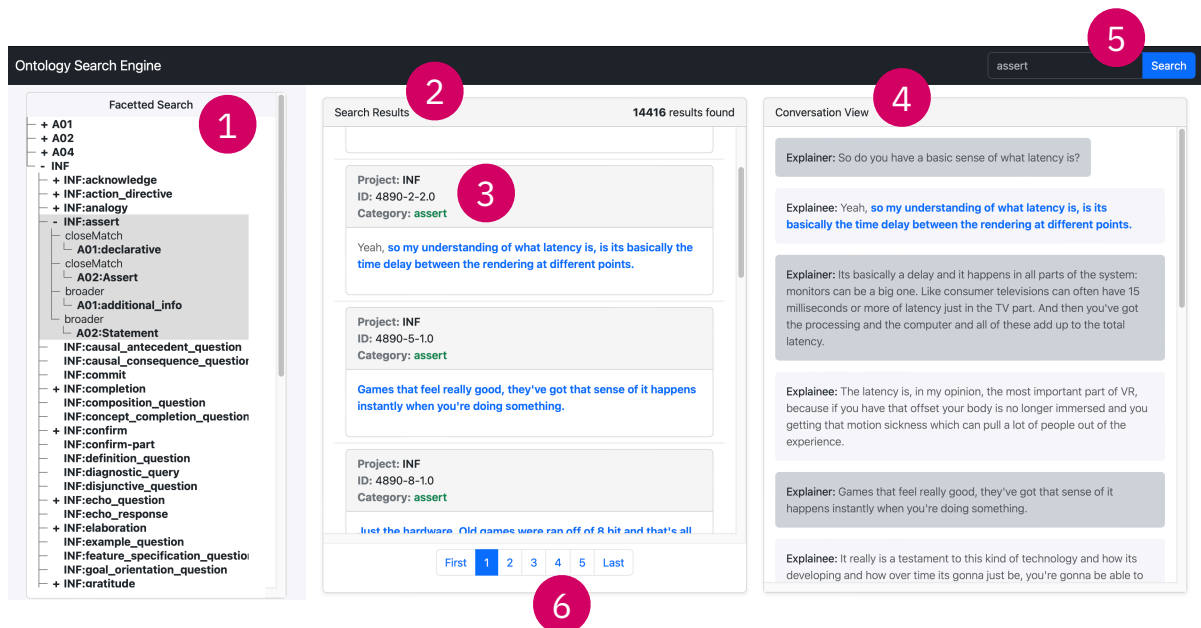 5
Ontology Search Engine
assert
Search
Facetted Search
1
+ A01
+ A02
+ A04
- INF
+ INF:acknowledge
+ INF:action_directive
+ INF:analogy
- INF:assert
closeMatch
A01:declarative
closeMatch
A02:Assert
broader
A01:additional_info
broader
A02:Statement
INF:causal_antecedent_question
INF:causal_consequence_question
INF:commit
+ INF:completion
INF:composition_question
INF:concept_completion_question
+ INF:confirm
INF:confirm-part
INF:definition_question
INF:diagnostic_query
INF:disjunctive_question
+ INF:echo_question
INF:echo_response
+ INF:elaboration
INF:example_question
INF:feature_specification_question
INF:goal_orientation_question
+ INF:gratitude
2
Search Results
14416 results found
Project: INF
ID: 4890-2-2.0
Category: assert
3
Yeah, so my understanding of what latency is, is its basically the
time delay between the rendering at different points.
Project: INF
ID: 4890-5-1.0
Category: assert
Games that feel really good, they've got that sense of it happens
instantly when you're doing something.
Project: INF
ID: 4890-8-1.0
Category: assert
Just the hardware. Old games were ran off of 8 bit and that's all
First
1
2
3
4
5
Last
6
4
Conversation View
Explainer: So do you have a basic sense of what latency is?
Explainee: Yeah, so my understanding of what latency is, is its
basically the time delay between the rendering at different points.
Explainer: Its basically a delay and it happens in all parts of the system:
monitors can be a big one. Like consumer televisions can often have 15
milliseconds or more of latency just in the TV part. And then you've got
the processing and the computer and all of these add up to the total
latency.
Explainee: The latency is, in my opinion, the most important part of VR,
because if you have that offset your body is no longer immersed and you
getting that motion sickness which can pull a lot of people out of the
experience.
Explainer: Games that feel really good, they've got that sense of it
happens instantly when you're doing something.
Explainee: It really is a testament to this kind of technology and how its
developing and how over time its gonna just be, you're gonna be able to